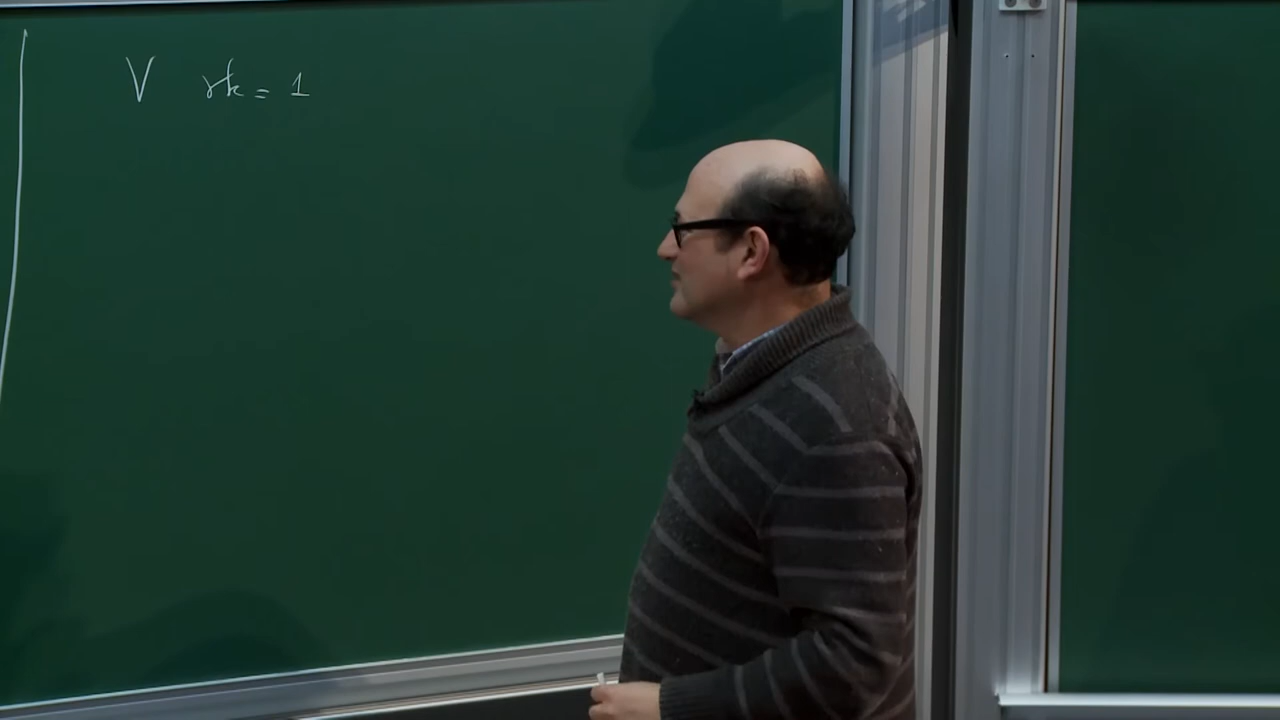 V rk = 1